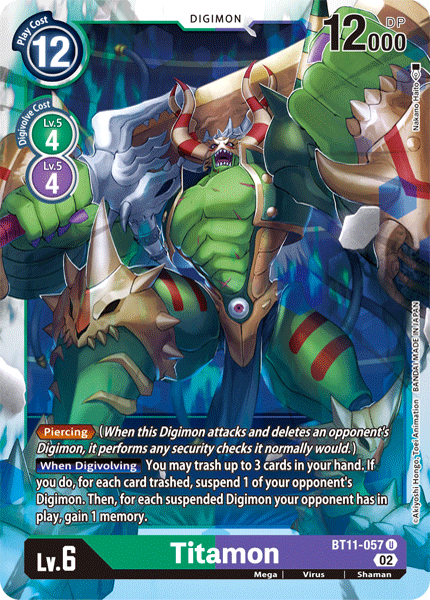 DIGIMON
Play Cost
12
12000 DP
Digivolve Cost
Lv.5
4
Lv.5
4
Nakano Haito
Piercing (When this Digimon attacks and deletes an opponent's
Digimon, it performs any security checks it normally would.)
When Digivolving You may trash up to 3 cards in your hand. If
you do, for each card trashed, suspend 1 of your opponent's
Digimon. Then, for each suspended Digimon your opponent has in
play, gain 1 memory.
©Akiyoshi Hongo, Toei Animation ・ BANDAI MADE IN JAPAN
Lv.6
Titamon
BT11-057 U
02
Mega | Virus | Shaman